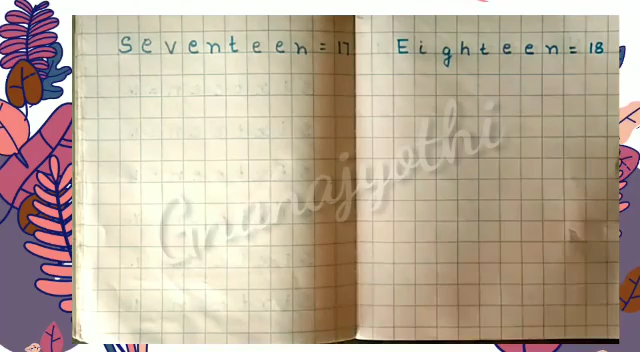 Seventeen = 17
Eighteen = 18
Gnanajyothi